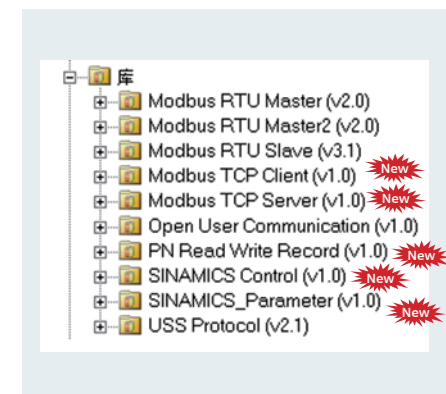 库
Modbus RTU Master (v2.0)
Modbus RTU Master2 (v2.0)
Modbus RTU Slave (v3.1)
Modbus TCP Client (v1.0) New
Modbus TCP Server (v1.0) New
Open User Communication (v1.0)
PN Read Write Record (v1.0) New
SINAMICS Control (v1.0) New
SINAMICS_Parameter (v1.0) New
USS Protocol (v2.1)